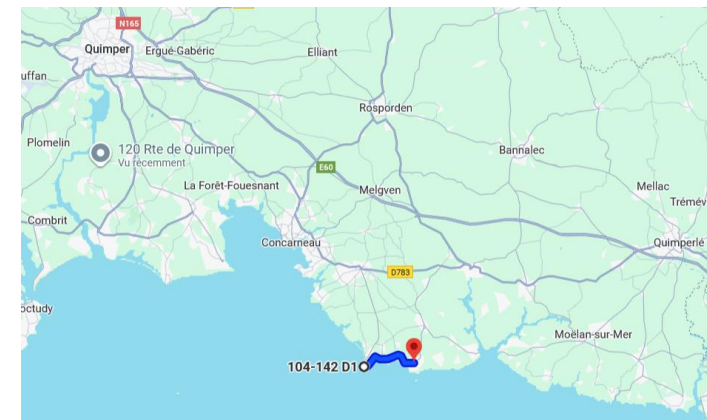 N165
Quimper
Ergué-Gabéric
Elliant
uffan
Rosporden
Plomelin
120 Rte de Quimper
Vu récemment
Bannalec
E60
La Forêt-Fouesnant
Melgven
Mellac
Trémév
Combrit
Concarneau
Quimperlé
D783
octudy
Moëlan-sur-Mer
104-142 D1